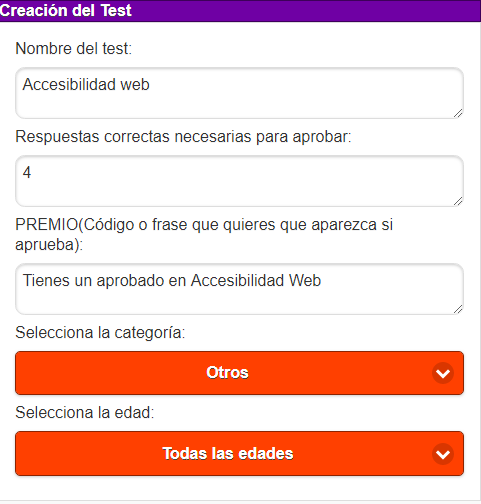 Creación del Test
Nombre del test:
Accesibilidad web
Respuestas correctas necesarias para aprobar:
4
PREMIO(Código o frase que quieres que aparezca si
aprueba):
Tienes un aprobado en Accesibilidad Web
Selecciona la categoría:
Otros
Selecciona la edad:
Todas las edades